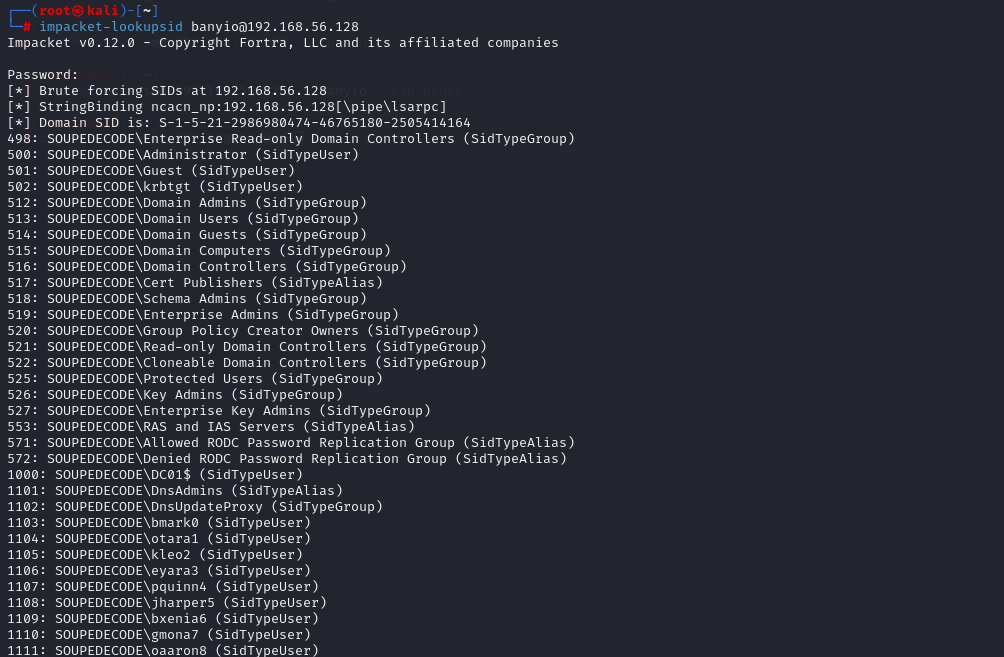 ┌──(root㉿kali)-[~]
└─# impacket-lookupsid banyio@192.168.56.128
Impacket v0.12.0 - Copyright Fortra, LLC and its affiliated companies
Password:
[*] Brute forcing SIDs at 192.168.56.128
[*] StringBinding ncacn_np:192.168.56.128[\pipe\lsarpc]
[*] Domain SID is: S-1-5-21-2986980474-46765180-2505414164
498: SOUPEDECODE\Enterprise Read-only Domain Controllers (SidTypeGroup)
500: SOUPEDECODE\Administrator (SidTypeUser)
501: SOUPEDECODE\Guest (SidTypeUser)
502: SOUPEDECODE\krbtgt (SidTypeUser)
512: SOUPEDECODE\Domain Admins (SidTypeGroup)
513: SOUPEDECODE\Domain Users (SidTypeGroup)
514: SOUPEDECODE\Domain Guests (SidTypeGroup)
515: SOUPEDECODE\Domain Computers (SidTypeGroup)
516: SOUPEDECODE\Domain Controllers (SidTypeGroup)
517: SOUPEDECODE\Cert Publishers (SidTypeAlias)
518: SOUPEDECODE\Schema Admins (SidTypeGroup)
519: SOUPEDECODE\Enterprise Admins (SidTypeGroup)
520: SOUPEDECODE\Group Policy Creator Owners (SidTypeGroup)
521: SOUPEDECODE\Read-only Domain Controllers (SidTypeGroup)
522: SOUPEDECODE\Cloneable Domain Controllers (SidTypeGroup)
525: SOUPEDECODE\Protected Users (SidTypeGroup)
526: SOUPEDECODE\Key Admins (SidTypeGroup)
527: SOUPEDECODE\Enterprise Key Admins (SidTypeGroup)
553: SOUPEDECODE\RAS and IAS Servers (SidTypeAlias)
571: SOUPEDECODE\Allowed RODC Password Replication Group (SidTypeAlias)
572: SOUPEDECODE\Denied RODC Password Replication Group (SidTypeAlias)
1000: SOUPEDECODE\DC01$ (SidTypeUser)
1101: SOUPEDECODE\DnsAdmins (SidTypeAlias)
1102: SOUPEDECODE\DnsUpdateProxy (SidTypeGroup)
1103: SOUPEDECODE\bmark0 (SidTypeUser)
1104: SOUPEDECODE\otara1 (SidTypeUser)
1105: SOUPEDECODE\kleo2 (SidTypeUser)
1106: SOUPEDECODE\eyara3 (SidTypeUser)
1107: SOUPEDECODE\pquinn4 (SidTypeUser)
1108: SOUPEDECODE\jharper5 (SidTypeUser)
1109: SOUPEDECODE\bxenia6 (SidTypeUser)
1110: SOUPEDECODE\gmona7 (SidTypeUser)
1111: SOUPEDECODE\oaaron8 (SidTypeUser)